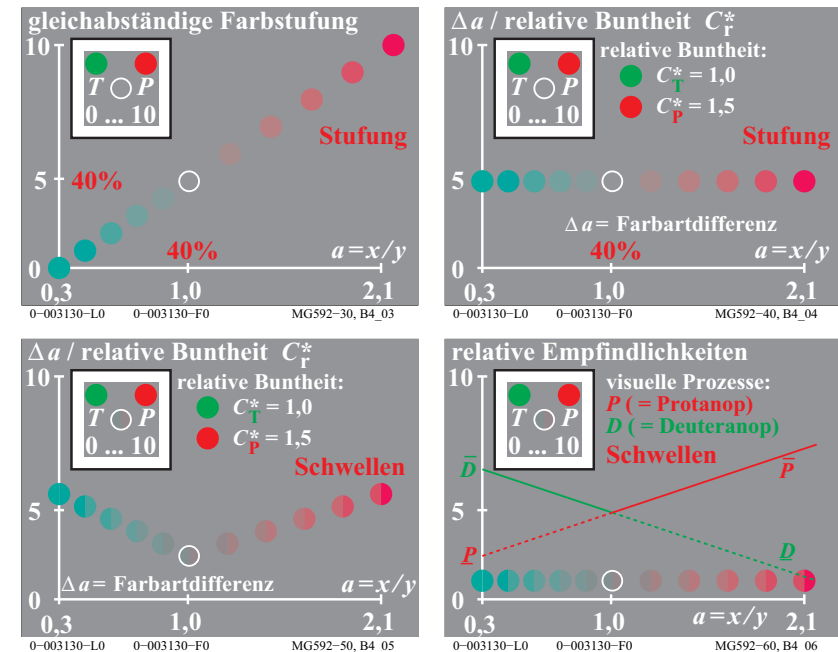 gleichabständige Farbstufung
10
T P
0 ... 10
Stufung
5
40%
40%
a=x/y
0
0,3 1,0 2,1
0−003130−L0 0−003130−F0 MG592−30, B4_03
Δa / relative Buntheit C*r
10
relative Buntheit:
C*T = 1,0
C*P = 1,5
T P
0 ... 10
Stufung
5
Δa = Farbartdifferenz
40%
a=x/y
0
0,3 1,0 2,1
0−003130−L0 0−003130−F0 MG592−40, B4_04
Δa / relative Buntheit C*r
10
relative Buntheit:
C*T = 1,0
C*P = 1,5
T P
0 ... 10
Schwellen
5
Δa = Farbartdifferenz a=x/y
0
0,3 1,0 2,1
0−003130−L0 0−003130−F0 MG592−50, B4_05
relative Empfindlichkeiten
10
visuelle Prozesse:
P ( = Protanop)
D ( = Deuteranop)
T P
0 ... 10
Schwellen
D̅ P̅
5
P̲ D̲
a=x/y
0
0,3 1,0 2,1
0−003130−L0 0−003130−F0 MG592−60, B4_06